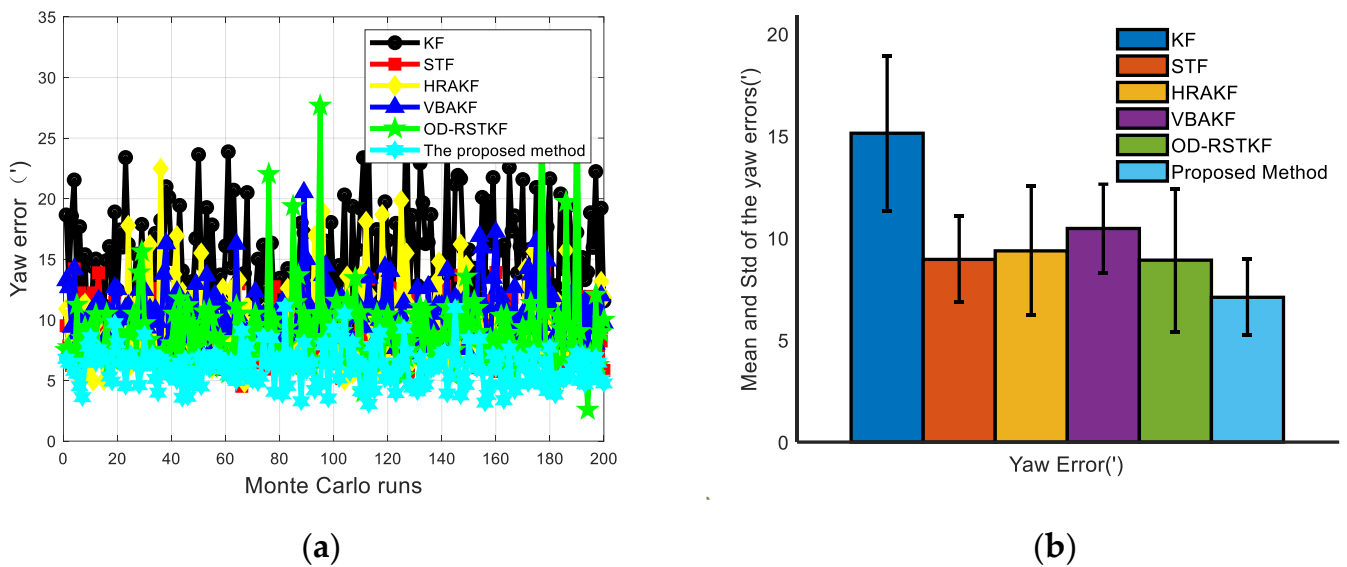 35
30
25
20
15
10
5
0
Yaw error (′)
0 20 40 60 80 100 120 140 160 180 200
Monte Carlo runs
KF
STF
HRAKF
VBAKF
OD-RSTKF
The proposed method
(a)
20
15
10
5
0
Mean and Std of the yaw errors(')
Yaw Error(')
KF
STF
HRAKF
VBAKF
OD-RSTKF
Proposed Method
(b)